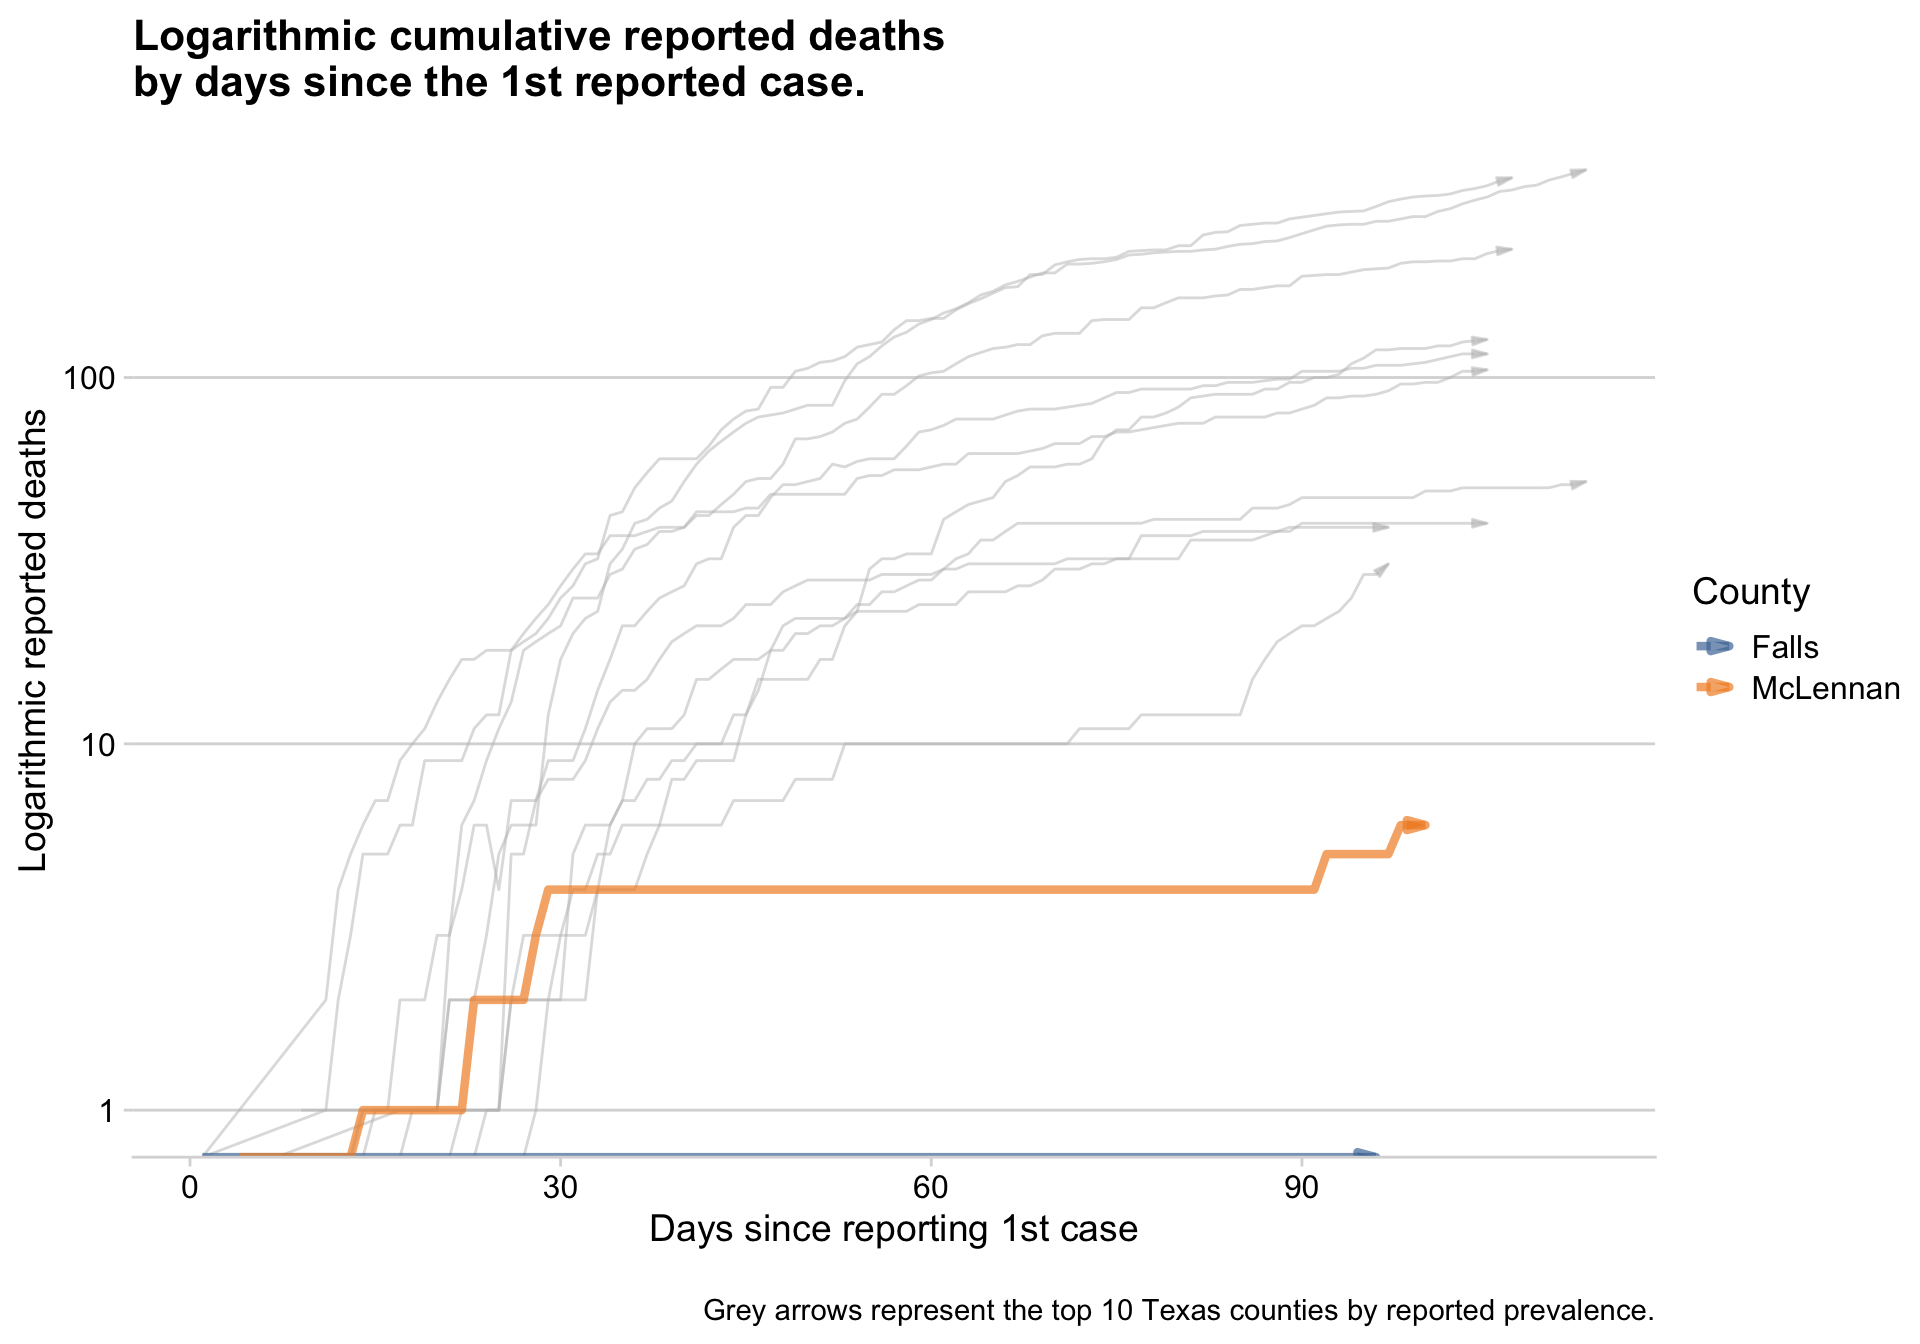 Logarithmic cumulative reported deaths
by days since the 1st reported case.
Logarithmic reported deaths
100
10
1
0
30
60
90
Days since reporting 1st case
County
Falls
McLennan
Grey arrows represent the top 10 Texas counties by reported prevalence.